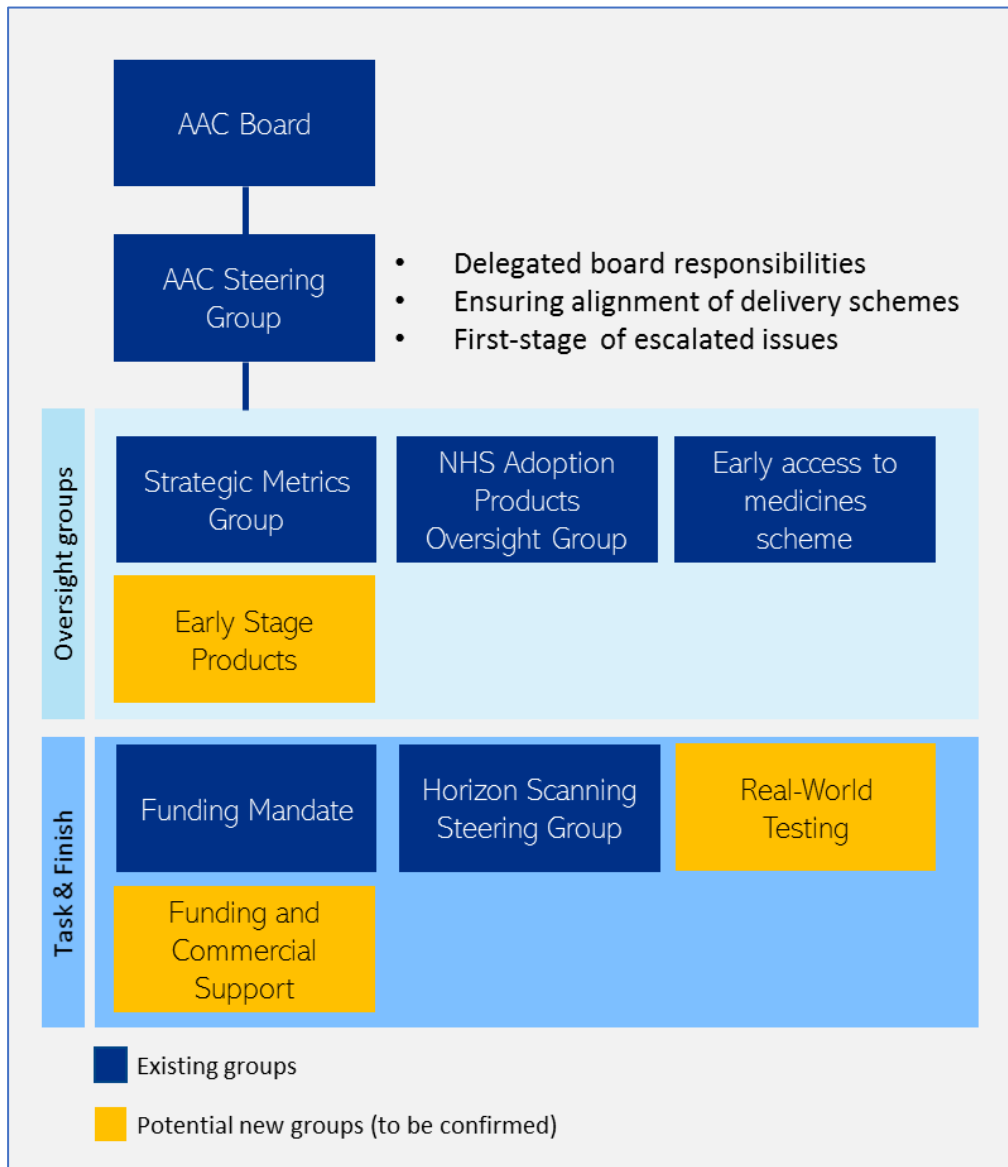 AAC Board
AAC Steering
Group
• Delegated board responsibilities
• Ensuring alignment of delivery schemes
• First-stage of escalated issues
Oversight groups
Strategic Metrics
Group
NHS Adoption
Products
Oversight Group
Early access to
medicines
scheme
Early Stage
Products
Task & Finish
Funding Mandate
Horizon Scanning
Steering Group
Real-World
Testing
Funding and
Commercial
Support
Existing groups
Potential new groups (to be confirmed)